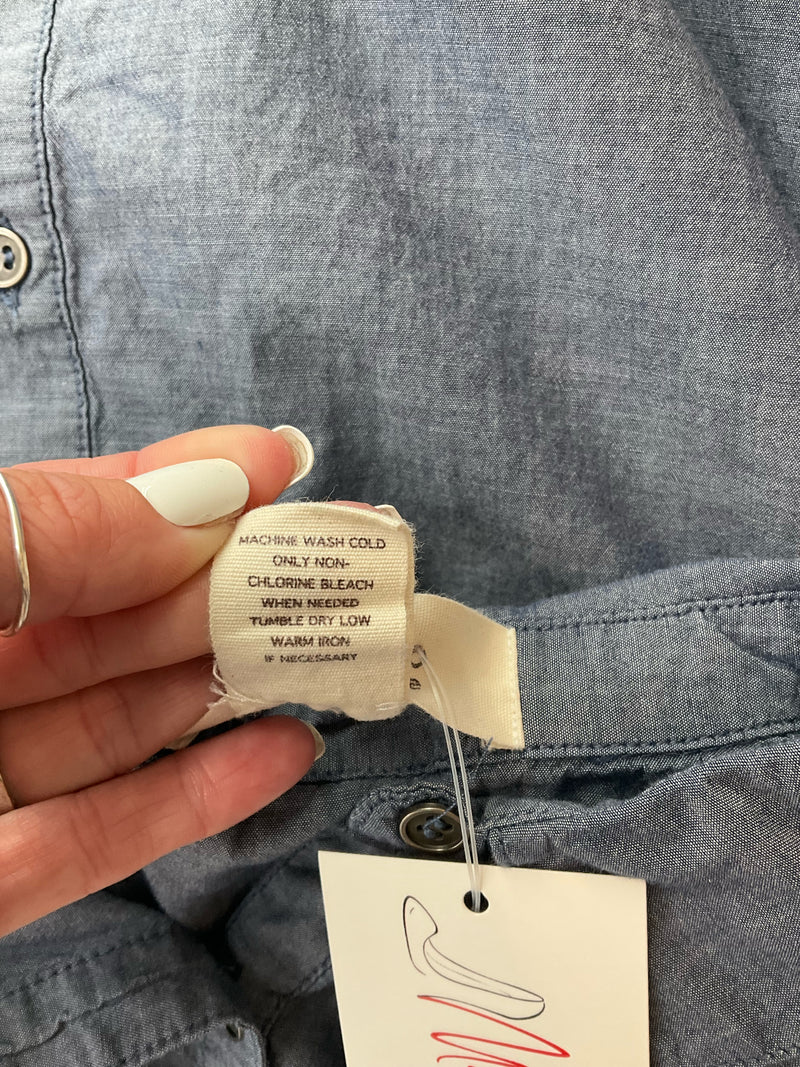 MACHINE WASH COLD
ONLY NON-
CHLORINE BLEACH
WHEN NEEDED
TUMBLE DRY LOW
WARM IRON
IF NECESSARY